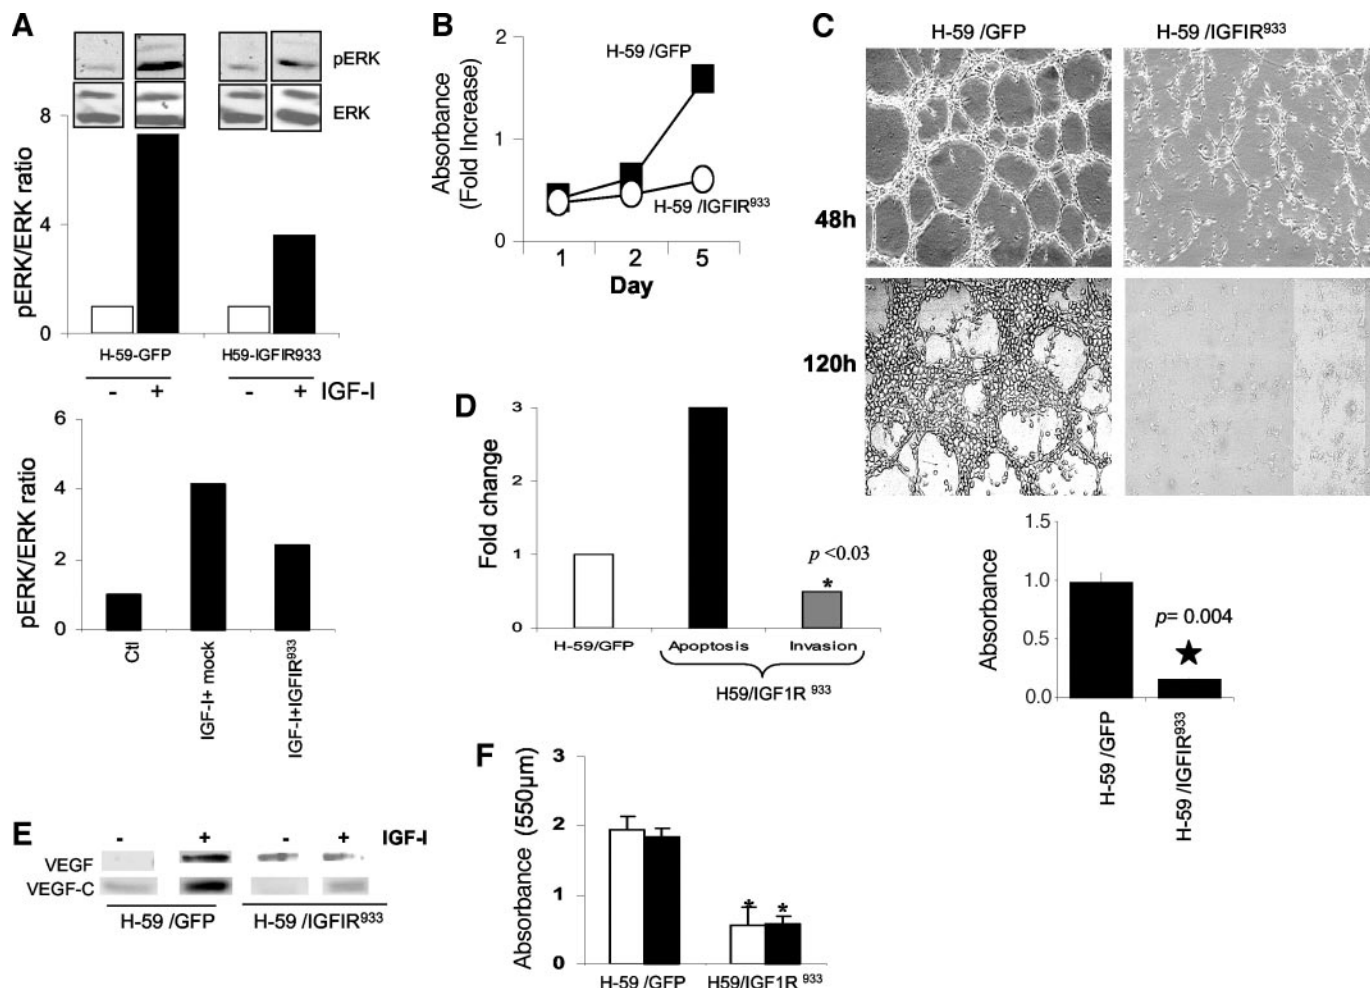 A
pERK
ERK
pERK/ERK ratio
8
4
0
H-59-GFP
H59-IGFIR933
- + - + IGF-I
pERK/ERK ratio
6
4
2
0
Ctl
IGF-I+ mock
IGF-I+IGFIR933
B
Absorbance
(Fold Increase)
2
1
0
H-59 /GFP
H-59 /IGFIR933
1 2 5
Day
C
H-59 /GFP
H-59 /IGFIR933
48h
120h
Absorbance
1.5
1.0
0.5
0.0
p= 0.004
★
H-59 /GFP
H-59 /IGFIR933
D
Fold change
3
2
1
0
p <0.03
*
H-59/GFP
Apoptosis
Invasion
H59/IGF1R 933
E
- + - + IGF-I
VEGF
VEGF-C
H-59 /GFP
H-59 /IGFIR933
F
Absorbance (550µm)
3
2
1
0
* *
H-59 /GFP
H59/IGF1R 933